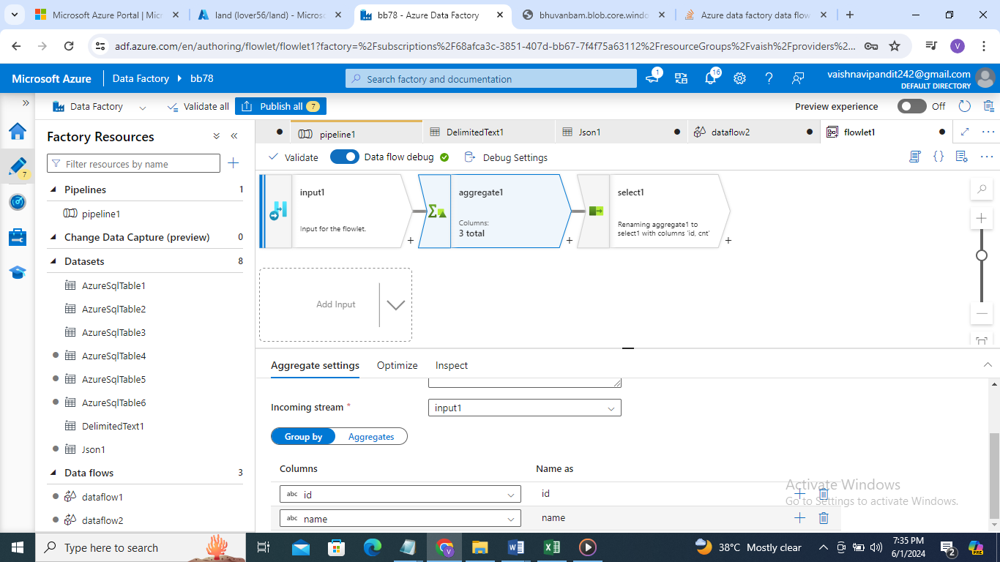 Microsoft Azure Portal | Micr
land (lover56/land) - Microso
bb78 - Azure Data Factory
bhuvanbam.blob.core.windo
Azure data factory data flow
adf.azure.com/en/authoring/flowlet/flowlet1?factory=%2Fsubscriptions%2F68afca3c-3851-407d-bb67-7f4f75a63112%2FresourceGroups%2Fvaish%2Fproviders%2...
V
Microsoft Azure
Data Factory
bb78
Search factory and documentation
1
16
vaishnavipandit242@gmail.com
DEFAULT DIRECTORY
Data Factory
Validate all
Publish all
7
Preview experience
Off
Factory Resources
pipeline1
DelimitedText1
Json1
dataflow2
flowlet1
Filter resources by name
Validate
Data flow debug
Debug Settings
7
Pipelines
1
pipeline1
Change Data Capture (preview)
0
Datasets
8
AzureSqlTable1
AzureSqlTable2
AzureSqlTable3
AzureSqlTable4
AzureSqlTable5
AzureSqlTable6
DelimitedText1
Json1
Data flows
3
dataflow1
dataflow2
input1
Input for the flowlet.
aggregate1
Columns:
3 total
select1
Renaming aggregate1 to
select1 with columns 'id, cnt'
Add Input
Aggregate settings
Optimize
Inspect
Incoming stream *
input1
Group by
Aggregates
Columns
Name as
abc id
id
abc name
name
Activate Windows
Go to Settings to activate Windows.
Type here to search
38°C Mostly clear
7:35 PM
6/1/2024
2
PRE